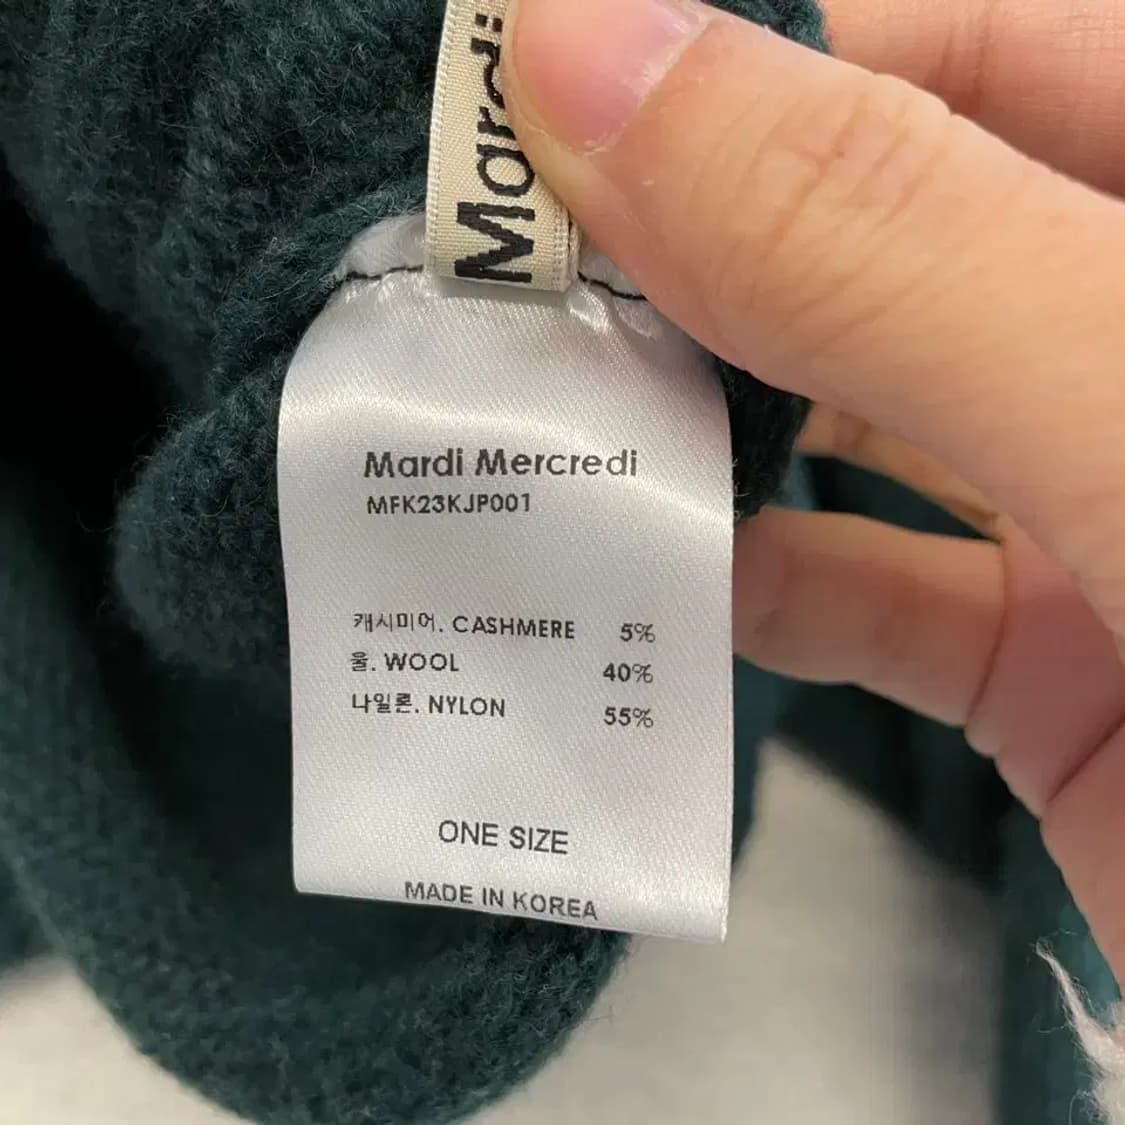 Mardi
Mardi Mercredi
MFK23KJP001
캐시미어. CASHMERE 5%
울. WOOL 40%
나일론. NYLON 55%
ONE SIZE
MADE IN KOREA